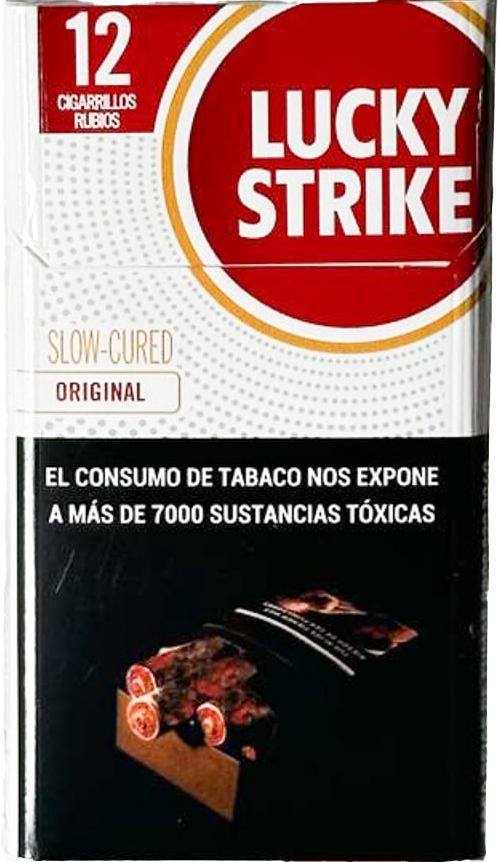 12
CIGARRILLOS
RUBIOS
LUCKY
STRIKE
SLOW-CURED
ORIGINAL
EL CONSUMO DE TABACO NOS EXPONE
A MÁS DE 7000 SUSTANCIAS TÓXICAS